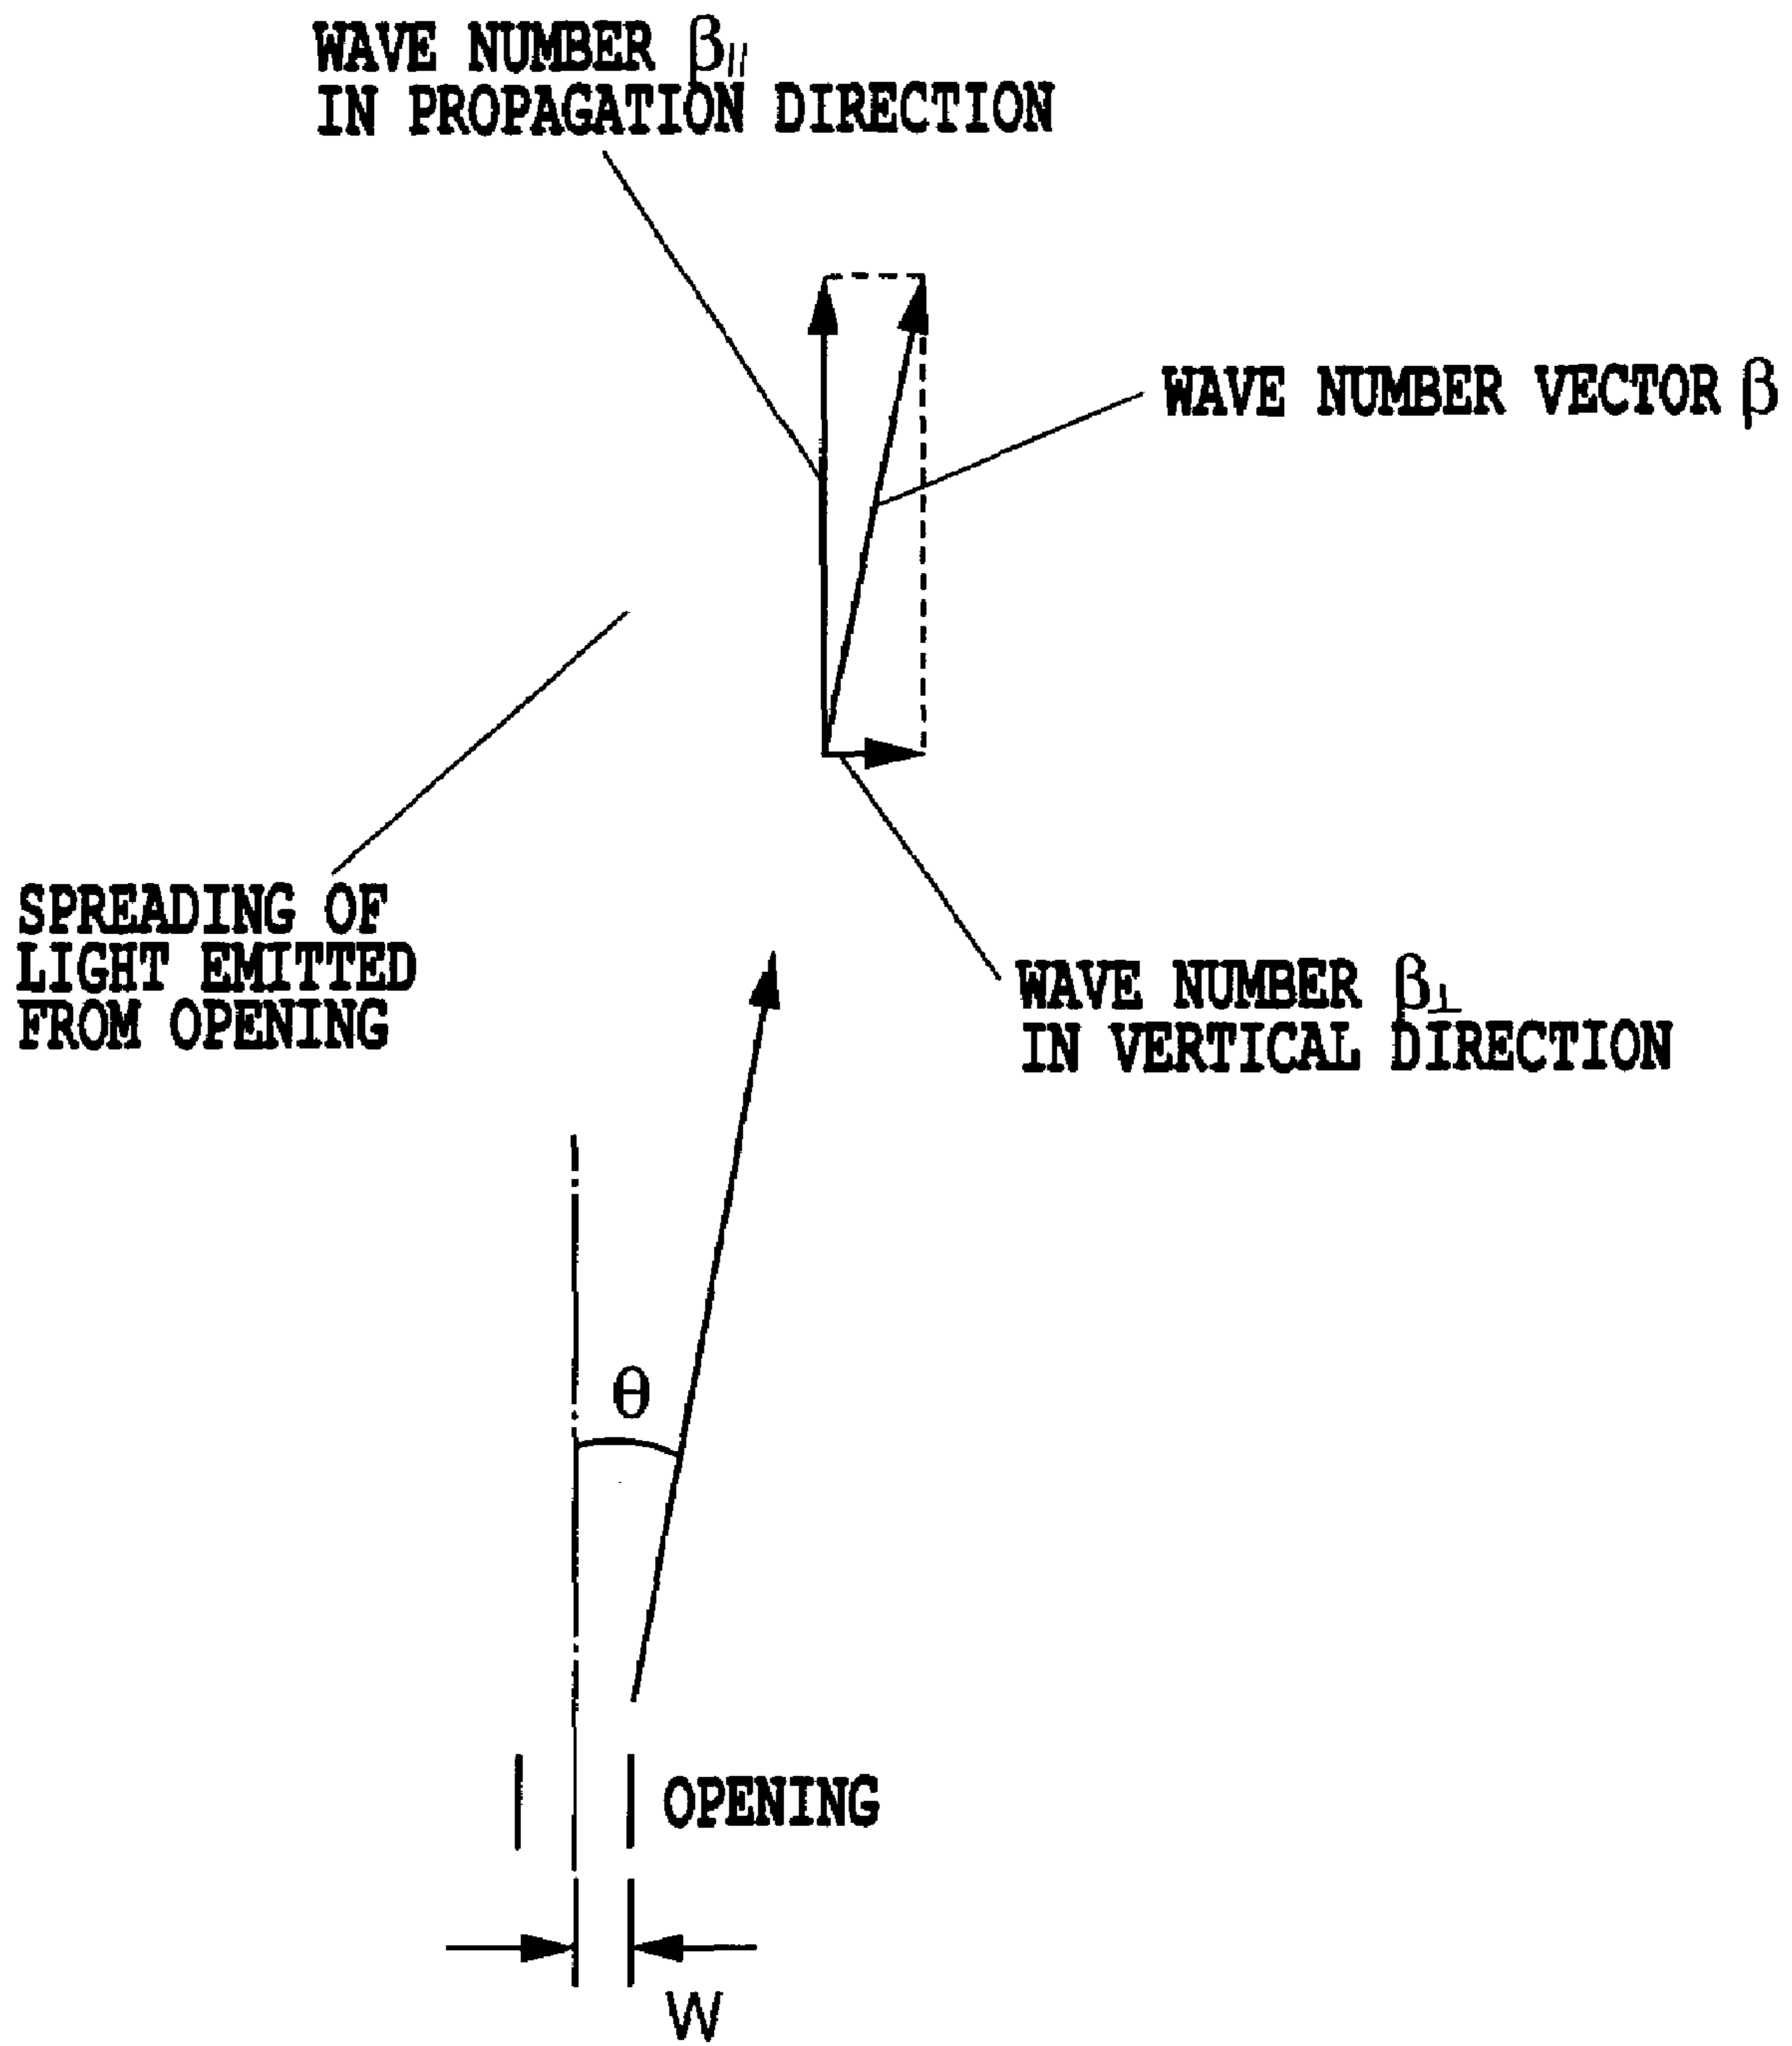 WAVE NUMBER β∥
IN PROPAGATION DIRECTION
WAVE NUMBER VECTOR β
SPREADING OF
LIGHT EMITTED
FROM OPENING
WAVE NUMBER β⊥
IN VERTICAL DIRECTION
θ
OPENING
W